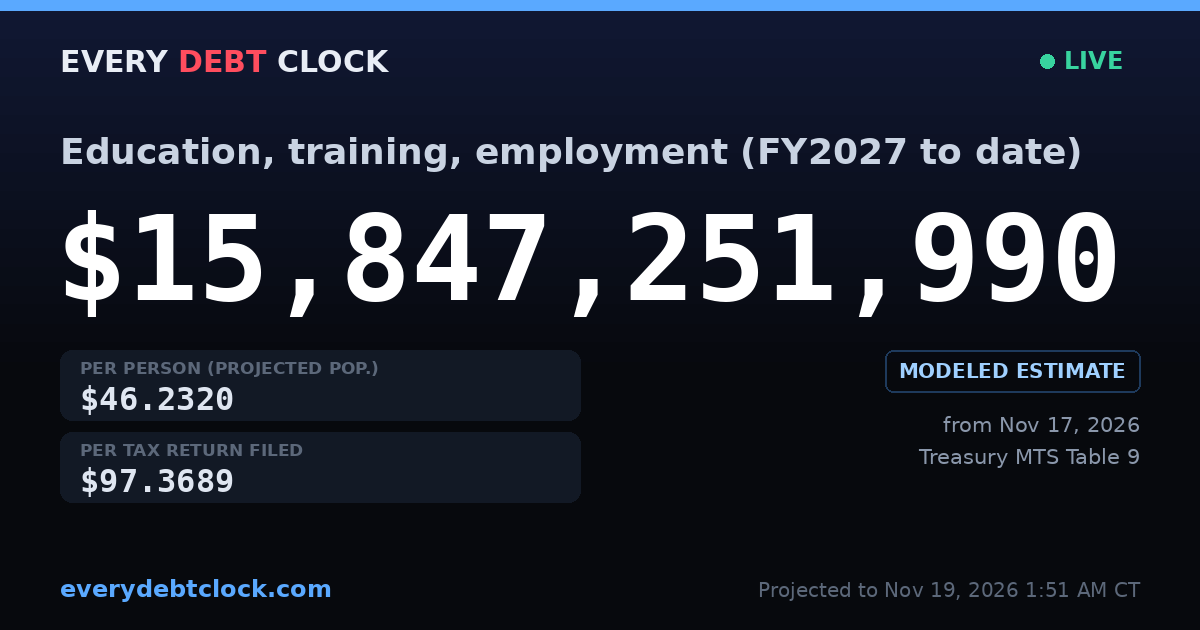 EVERY DEBT CLOCK
LIVE
Education, training, employment (FY2027 to date)
$15,847,251,990
PER PERSON (PROJECTED POP.)
$46.2320
PER TAX RETURN FILED
$97.3689
MODELED ESTIMATE
from Nov 17, 2026
Treasury MTS Table 9
everydebtclock.com
Projected to Nov 19, 2026 1:51 AM CT